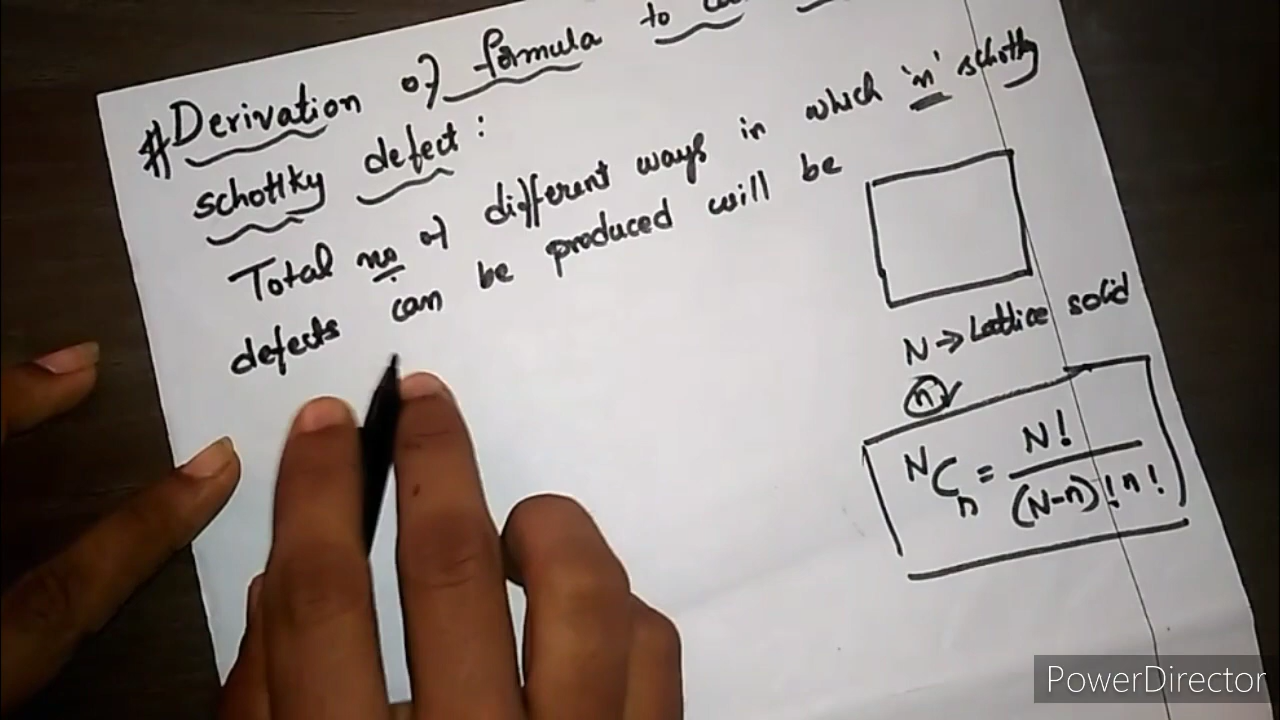 # Derivation of formula to
schottky defect :
Total no of different ways in which 'n' schottky
defects can be produced will be
N → Lattice solid
n
NCn = N! / (N-n)! n!
PowerDirector